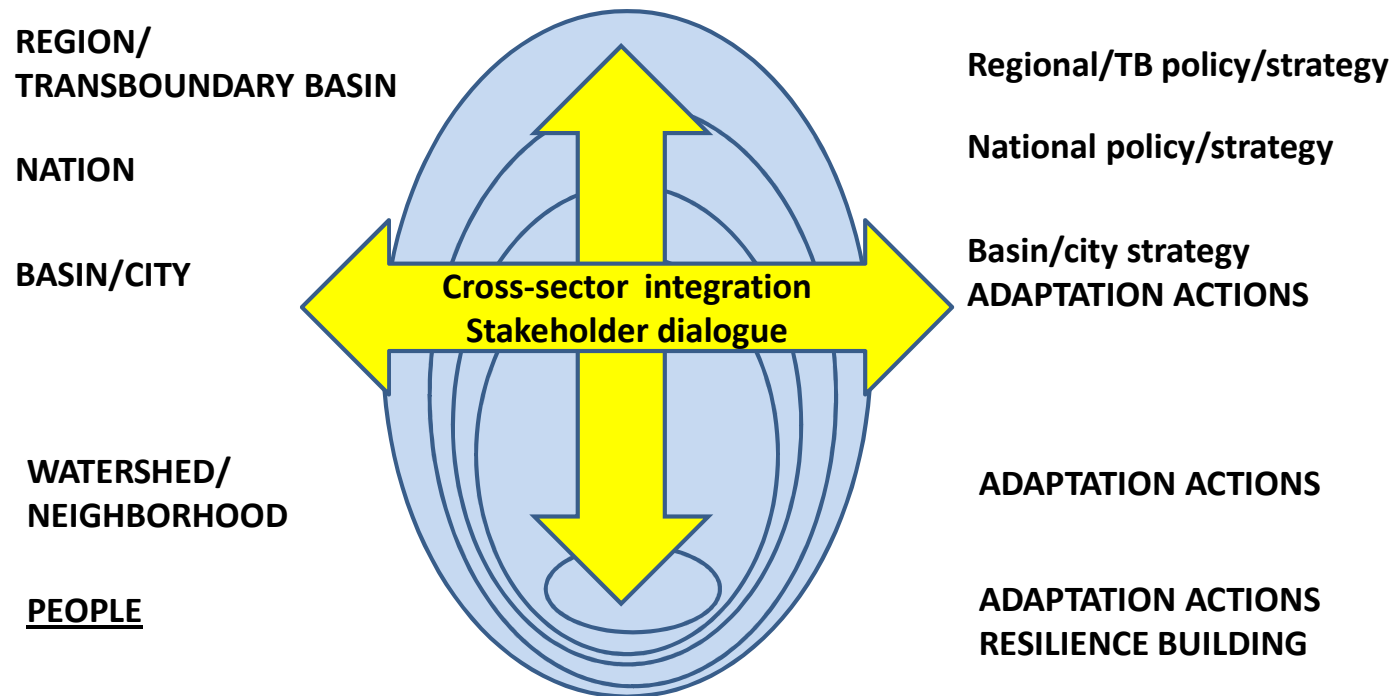 REGION/
TRANSBOUNDARY BASIN
NATION
BASIN/CITY
WATERSHED/
NEIGHBORHOOD
PEOPLE
Cross-sector integration
Stakeholder dialogue
Regional/TB policy/strategy
National policy/strategy
Basin/city strategy
ADAPTATION ACTIONS
ADAPTATION ACTIONS
ADAPTATION ACTIONS
RESILIENCE BUILDING